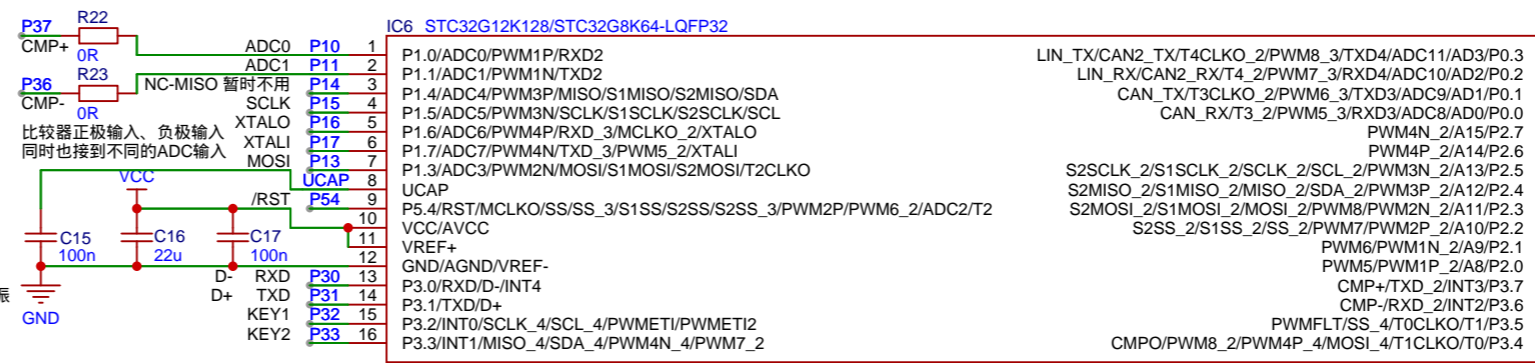 IC6 STC32G12K128/STC32G8K64-LQFP32
P37 R22
CMP+ 0R
P36 R23
CMP- 0R
比较器正极输入、负极输入
同时也接到不同的ADC输入
VCC
C15 100n
C16 22u
C17 100n
GND
振
ADC0 P10 1 P1.0/ADC0/PWM1P/RXD2
ADC1 P11 2 P1.1/ADC1/PWM1N/TXD2
NC-MISO 暂时不用 P14 3 P1.4/ADC4/PWM3P/MISO/S1MISO/S2MISO/SDA
SCLK P15 4 P1.5/ADC5/PWM3N/SCLK/S1SCLK/S2SCLK/SCL
XTALO P16 5 P1.6/ADC6/PWM4P/RXD_3/MCLKO_2/XTALO
XTALI P17 6 P1.7/ADC7/PWM4N/TXD_3/PWM5_2/XTALI
MOSI P13 7 P1.3/ADC3/PWM2N/MOSI/S1MOSI/S2MOSI/T2CLKO
UCAP 8 UCAP
/RST P54 9 P5.4/RST/MCLKO/SS/SS_3/S1SS/S2SS/S2SS_3/PWM2P/PWM6_2/ADC2/T2
10 VCC/AVCC
11 VREF+
12 GND/AGND/VREF-
D- RXD P30 13 P3.0/RXD/D-/INT4
D+ TXD P31 14 P3.1/TXD/D+
KEY1 P32 15 P3.2/INT0/SCLK_4/SCL_4/PWMETI/PWMETI2
KEY2 P33 16 P3.3/INT1/MISO_4/SDA_4/PWM4N_4/PWM7_2
LIN_TX/CAN2_TX/T4CLKO_2/PWM8_3/TXD4/ADC11/AD3/P0.3
LIN_RX/CAN2_RX/T4_2/PWM7_3/RXD4/ADC10/AD2/P0.2
CAN_TX/T3CLKO_2/PWM6_3/TXD3/ADC9/AD1/P0.1
CAN_RX/T3_2/PWM5_3/RXD3/ADC8/AD0/P0.0
PWM4N_2/A15/P2.7
PWM4P_2/A14/P2.6
S2SCLK_2/S1SCLK_2/SCLK_2/SCL_2/PWM3N_2/A13/P2.5
S2MISO_2/S1MISO_2/MISO_2/SDA_2/PWM3P_2/A12/P2.4
S2MOSI_2/S1MOSI_2/MOSI_2/PWM8/PWM2N_2/A11/P2.3
S2SS_2/S1SS_2/SS_2/PWM7/PWM2P_2/A10/P2.2
PWM6/PWM1N_2/A9/P2.1
PWM5/PWM1P_2/A8/P2.0
CMP+/TXD_2/INT3/P3.7
CMP-/RXD_2/INT2/P3.6
PWMFLT/SS_4/T0CLKO/T1/P3.5
CMPO/PWM8_2/PWM4P_4/MOSI_4/T1CLKO/T0/P3.4